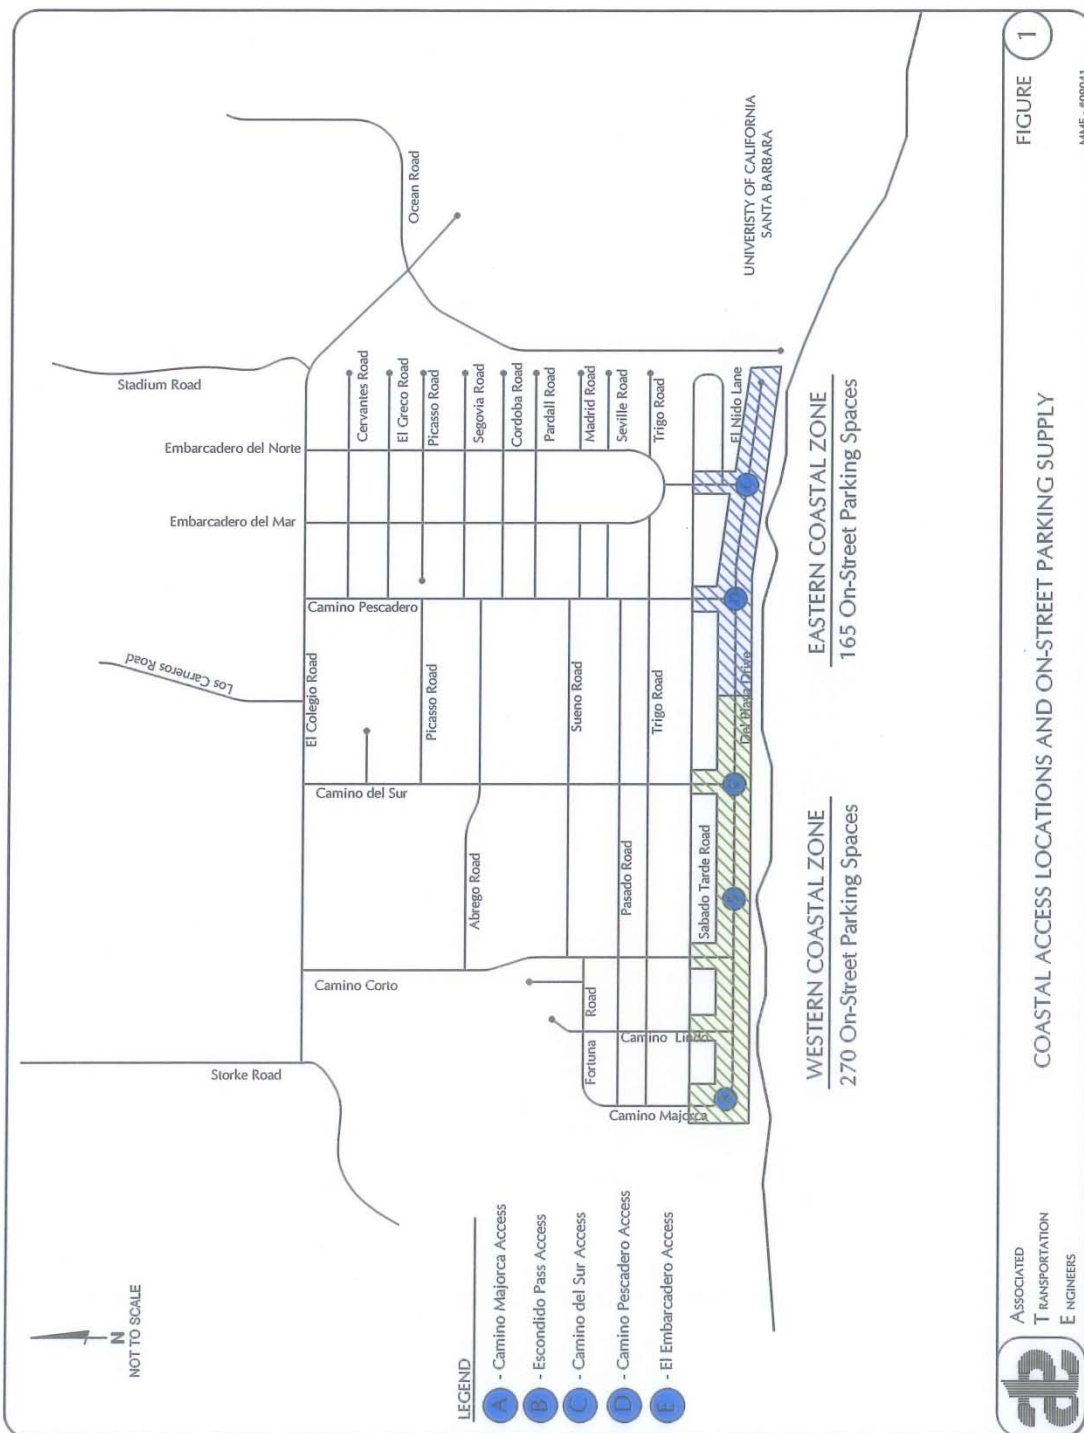 N
NOT TO SCALE
Stadium Road
Ocean Road
Los Carneros Road
Storke Road
El Colegio Road
Embarcadero del Norte
Embarcadero del Mar
Camino Pescadero
Camino del Sur
Camino Corto
Cervantes Road
El Greco Road
Picasso Road
Segovia Road
Cordoba Road
Pardall Road
Madrid Road
Seville Road
Trigo Road
El Nido Lane
Picasso Road
Sueno Road
Trigo Road
Abrego Road
Pasado Road
Sabado Tarde Road
Del Playa Drive
Fortuna Road
Camino Lindo
Camino Majorca
UNIVERISTY OF CALIFORNIA
SANTA BARBARA
WESTERN COASTAL ZONE
270 On-Street Parking Spaces
EASTERN COASTAL ZONE
165 On-Street Parking Spaces
LEGEND
A - Camino Majorca Access
B - Escondido Pass Access
C - Camino del Sur Access
D - Camino Pescadero Access
E - El Embarcadero Access
ASSOCIATED
TRANSPORTATION
ENGINEERS
COASTAL ACCESS LOCATIONS AND ON-STREET PARKING SUPPLY
FIGURE 1